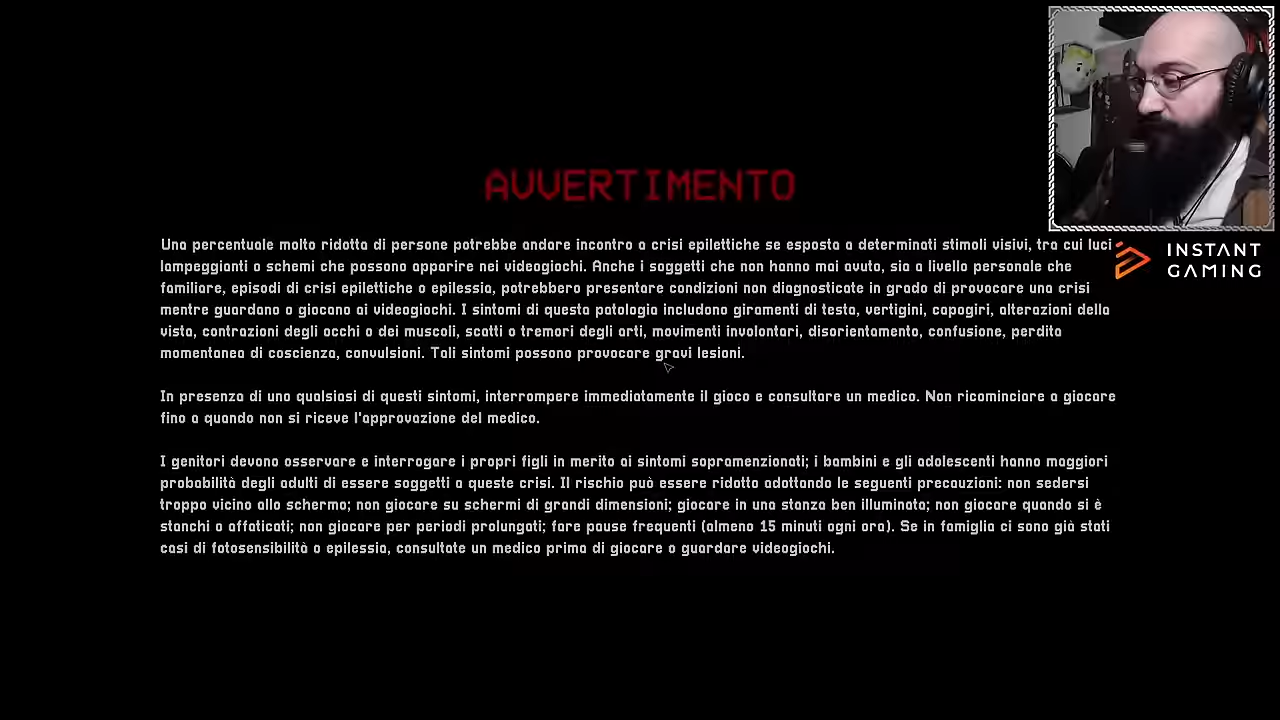 AVVERTIMENTO
Una percentuale molto ridotta di persone potrebbe andare incontro a crisi epilettiche se esposta a determinati stimoli visivi, tra cui luci
lampeggianti o schemi che possono apparire nei videogiochi. Anche i soggetti che non hanno mai avuto, sia a livello personale che
familiare, episodi di crisi epilettiche o epilessia, potrebbero presentare condizioni non diagnosticate in grado di provocare una crisi
mentre guardano o giocano ai videogiochi. I sintomi di questa patologia includono giramenti di testa, vertigini, capogiri, alterazioni della
vista, contrazioni degli occhi o dei muscoli, scatti o tremori degli arti, movimenti involontari, disorientamento, confusione, perdita
momentanea di coscienza, convulsioni. Tali sintomi possono provocare gravi lesioni.
In presenza di uno qualsiasi di questi sintomi, interrompere immediatamente il gioco e consultare un medico. Non ricominciare a giocare
fino a quando non si riceve l'approvazione del medico.
I genitori devono osservare e interrogare i propri figli in merito ai sintomi sopramenzionati; i bambini e gli adolescenti hanno maggiori
probabilità degli adulti di essere soggetti a queste crisi. Il rischio può essere ridotto adottando le seguenti precauzioni: non sedersi
troppo vicino allo schermo; non giocare su schermi di grandi dimensioni; giocare in una stanza ben illuminata; non giocare quando si è
stanchi o affaticati; non giocare per periodi prolungati; fare pause frequenti (almeno 15 minuti ogni ora). Se in famiglia ci sono già stati
casi di fotosensibilità o epilessia, consultate un medico prima di giocare o guardare videogiochi.
INSTANT
GAMING